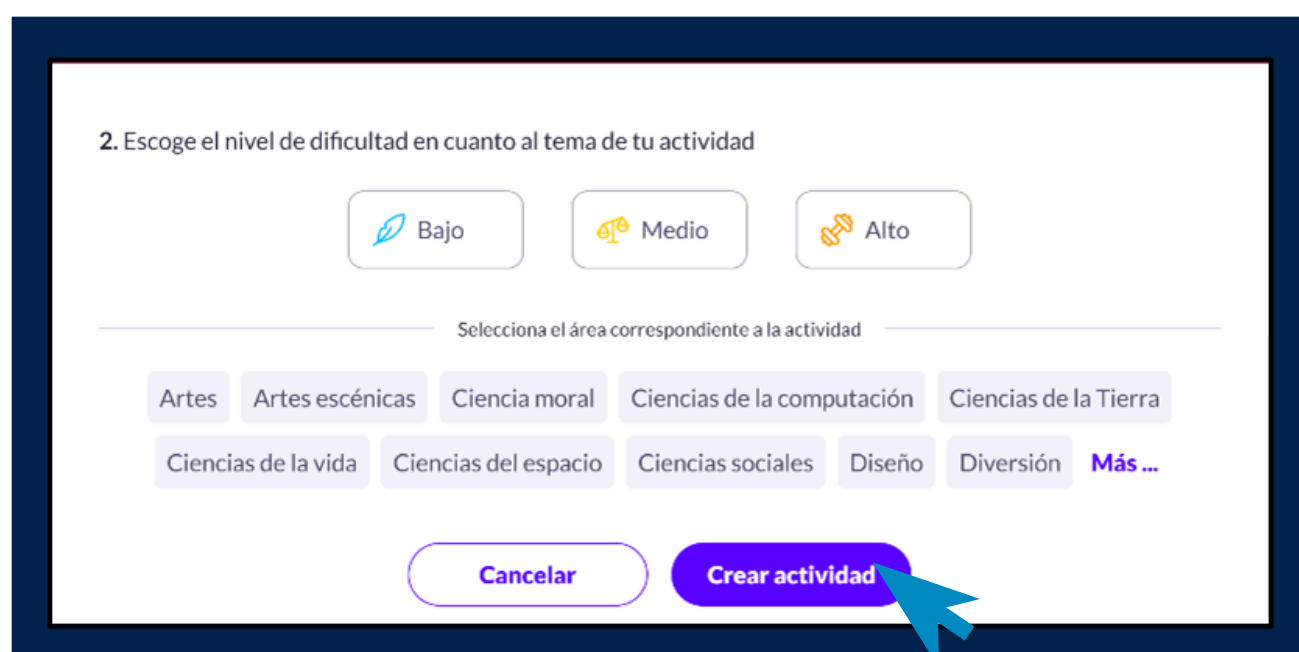 2. Escoge el nivel de dificultad en cuanto al tema de tu actividad
Bajo Medio Alto
Selecciona el área correspondiente a la actividad
Artes Artes escénicas Ciencia moral Ciencias de la computación Ciencias de la Tierra
Ciencias de la vida Ciencias del espacio Ciencias sociales Diseño Diversión Más ...
Cancelar Crear actividad